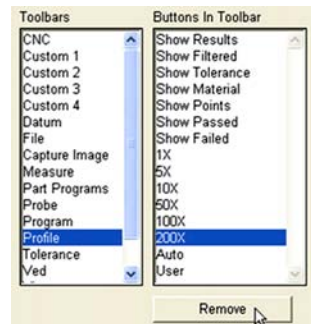 Toolbars
CNC
Custom 1
Custom 2
Custom 3
Custom 4
Datum
File
Capture Image
Measure
Part Programs
Probe
Program
Profile
Tolerance
Ved
Buttons In Toolbar
Show Results
Show Filtered
Show Tolerance
Show Material
Show Points
Show Passed
Show Failed
1X
5X
10X
50X
100X
200X
Auto
User
Remove